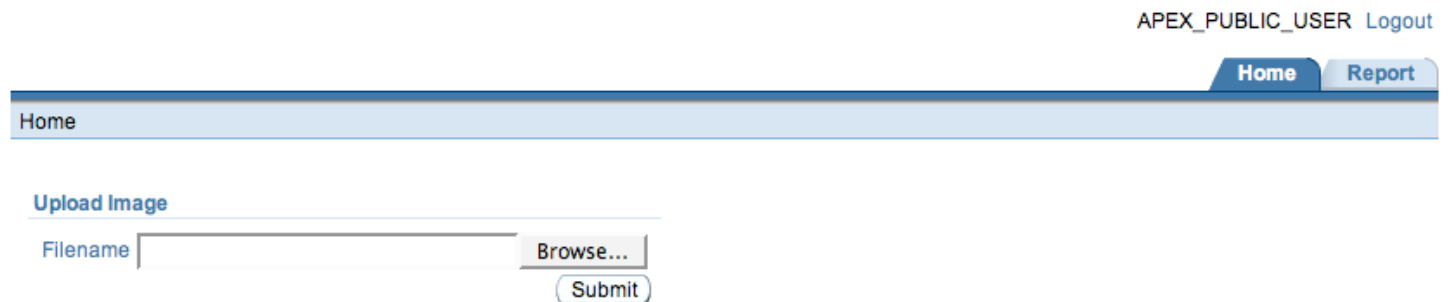 APEX_PUBLIC_USER Logout
Home Report
Home
Upload Image
Filename Browse...
Submit